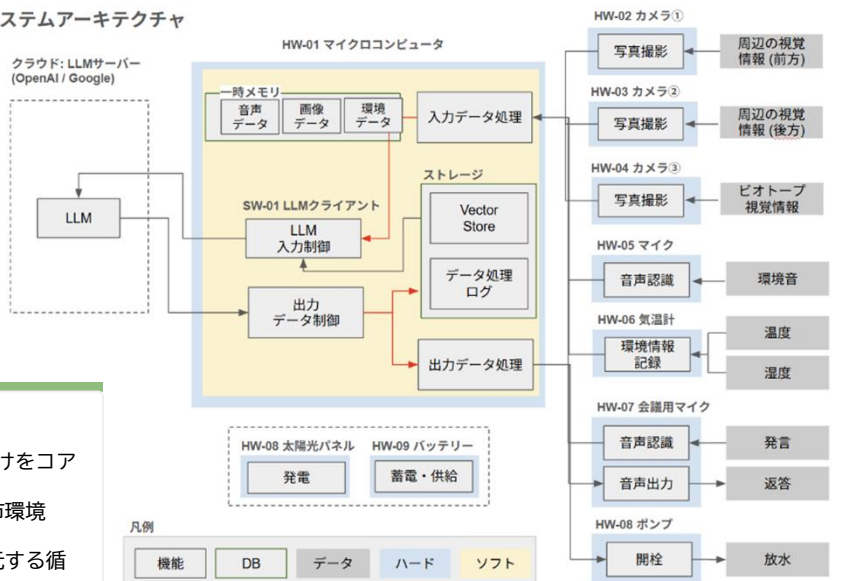 ステムアーキテクチャ
クラウド: LLMサーバー
(OpenAI / Google)
LLM
HW-01 マイクロコンピュータ
一時メモリ
音声
データ
画像
データ
環境
データ
入力データ処理
SW-01 LLMクライアント
LLM
入力制御
ストレージ
Vector
Store
データ処理
ログ
出力
データ制御
出力データ処理
HW-02 カメラ①
写真撮影
周辺の視覚
情報 (前方)
HW-03 カメラ②
写真撮影
周辺の視覚
情報 (後方)
HW-04 カメラ③
写真撮影
ビオトープ
視覚情報
HW-05 マイク
音声認識
環境音
HW-06 気温計
環境情報
記録
温度
湿度
HW-07 会議用マイク
音声認識
発言
音声出力
返答
HW-08 ポンプ
開栓
放水
HW-08 太陽光パネル
発電
HW-09 バッテリー
蓄電・供給
けをコア
環境
元する循
凡例
機能
DB
データ
ハード
ソフト